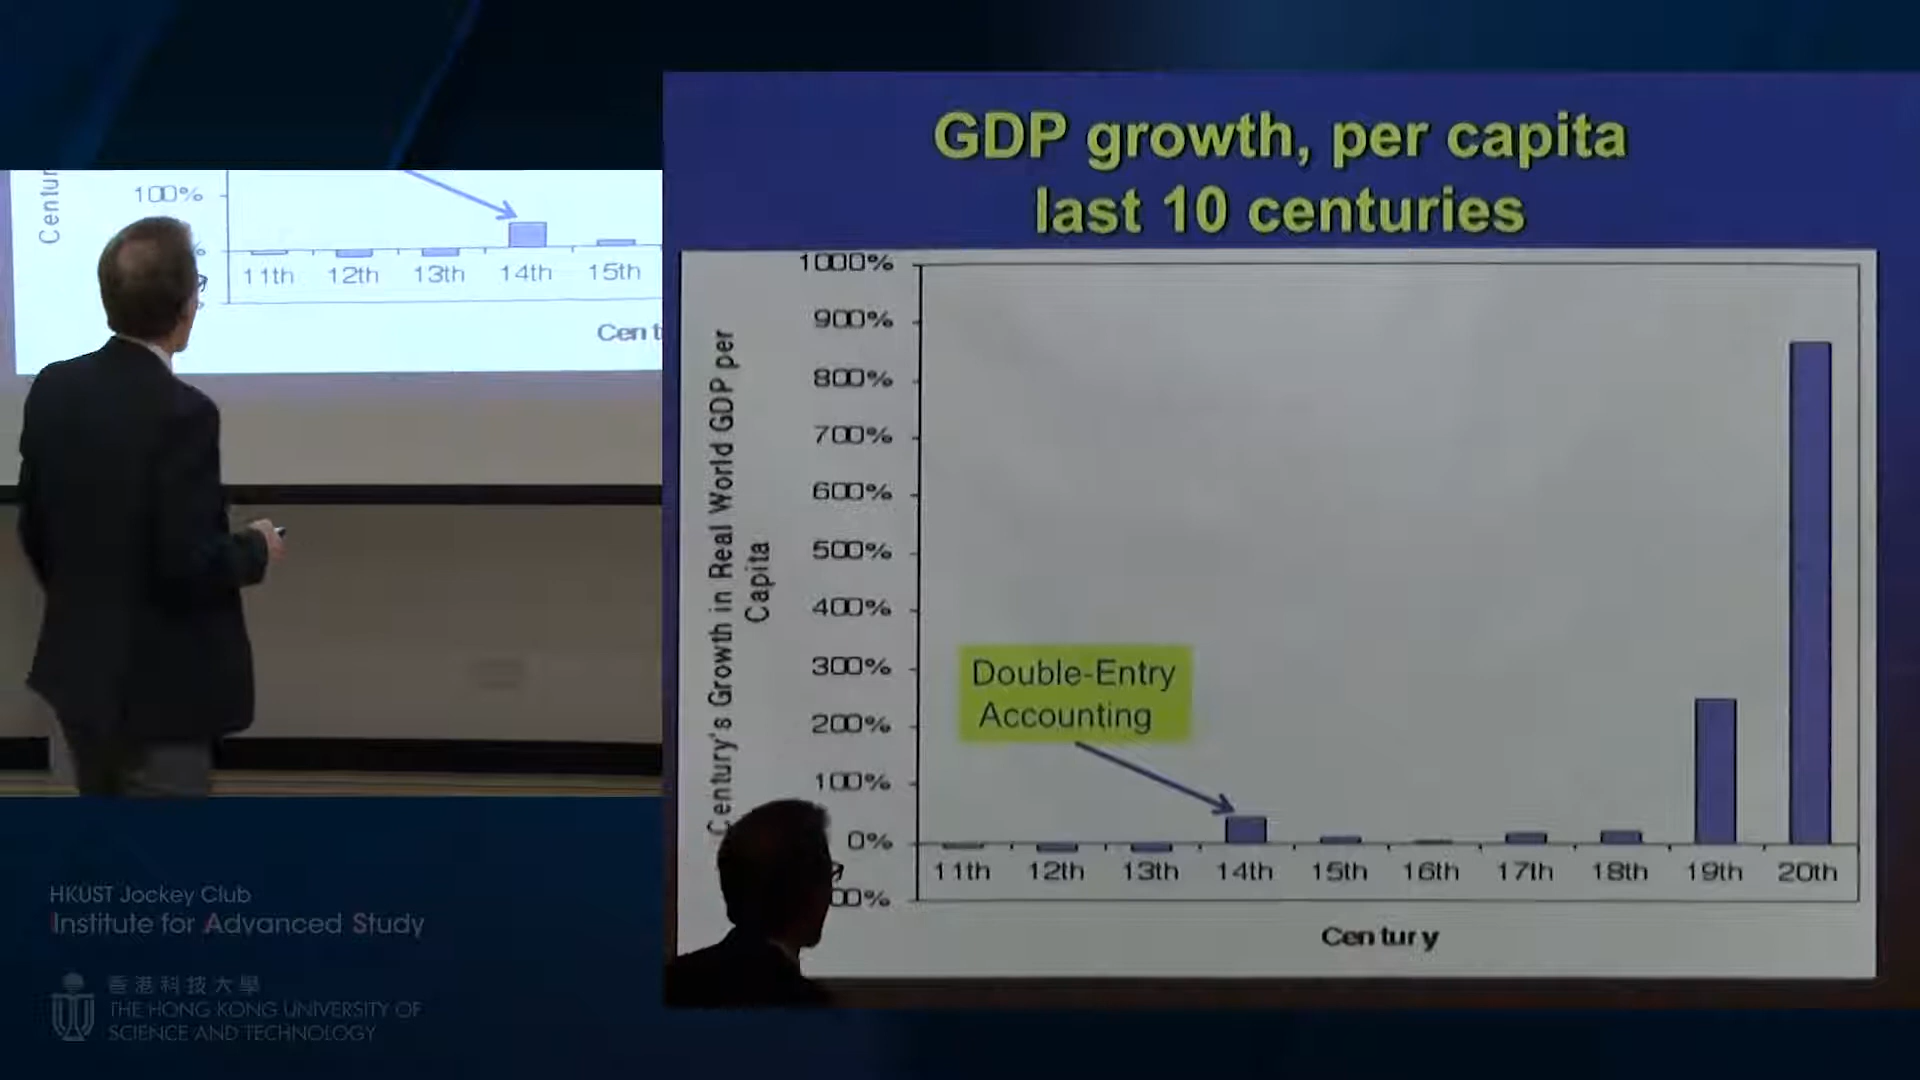 100%
Centur
11th 12th 13th 14th 15th
Cent
GDP growth, per capita
last 10 centuries
Century's Growth in Real World GDP per
Capita
1000%
900%
800%
700%
600%
500%
400%
300%
200%
100%
0%
Double-Entry
Accounting
11th 12th 13th 14th 15th 16th 17th 18th 19th 20th
Century
HKUST Jockey Club
Institute for Advanced Study
香港科技大學
THE HONG KONG UNIVERSITY OF
SCIENCE AND TECHNOLOGY